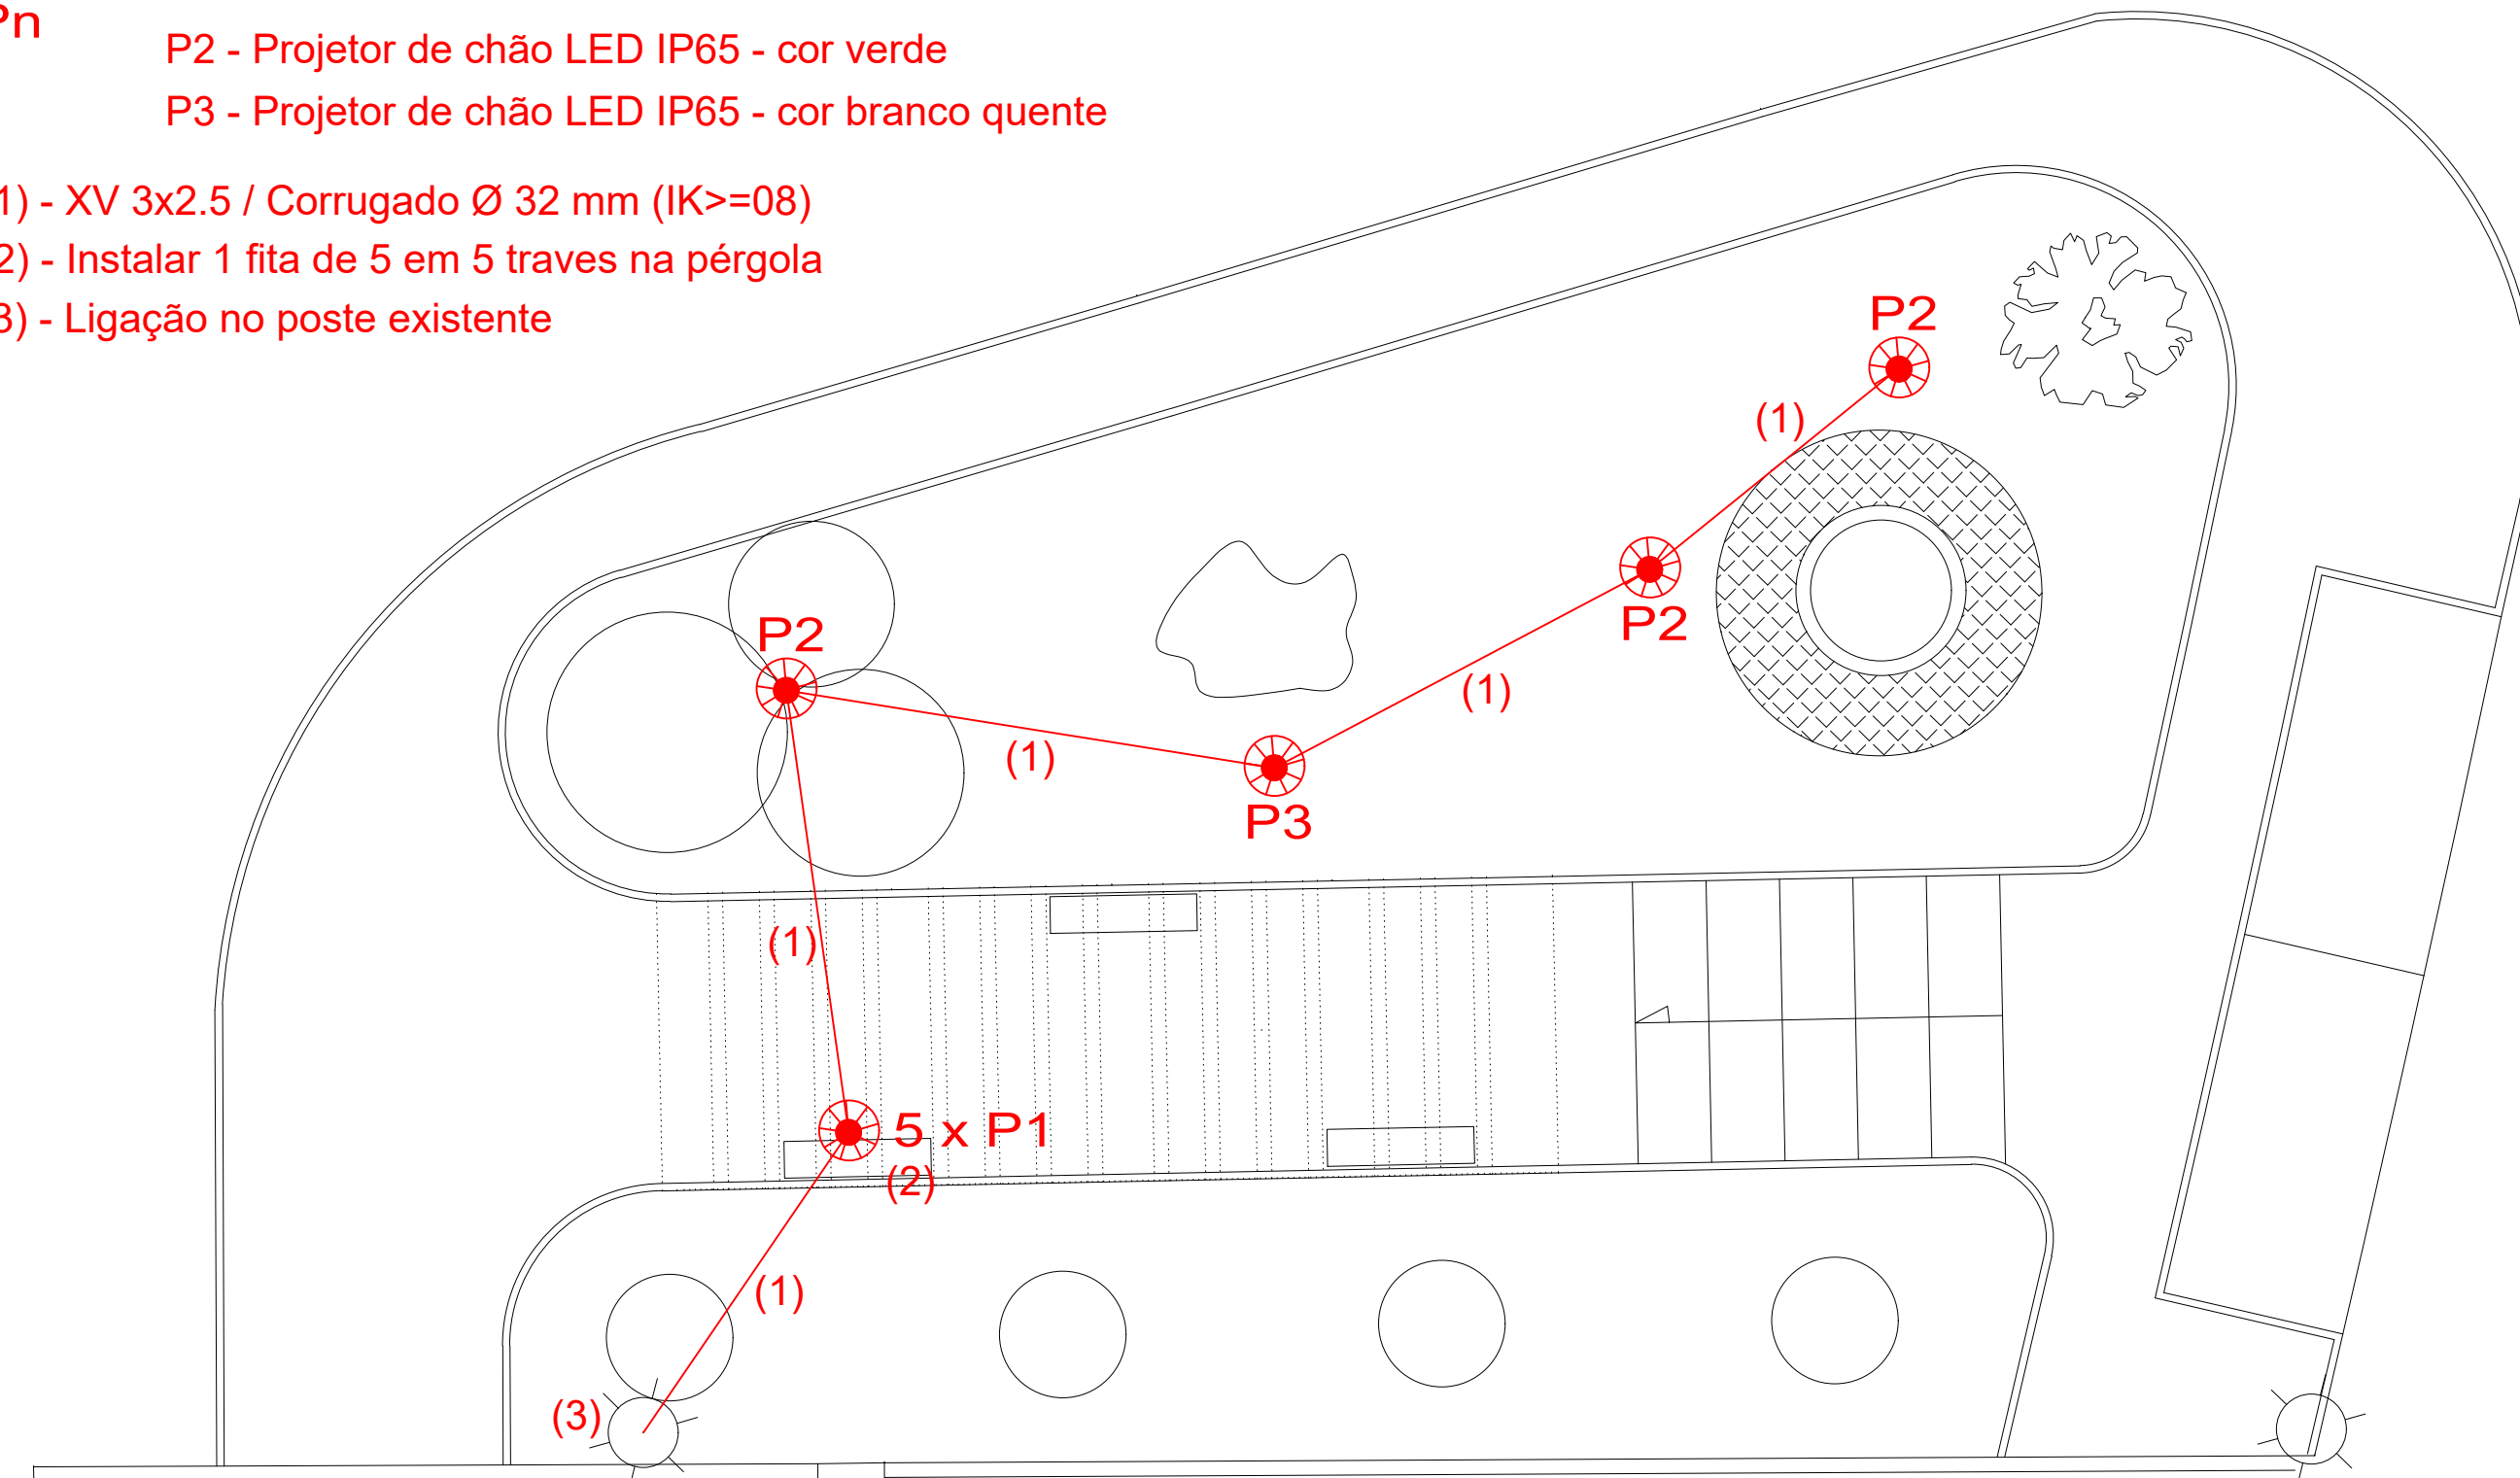 Pn
P2 - Projetor de chão LED IP65 - cor verde
P3 - Projetor de chão LED IP65 - cor branco quente
1) - XV 3x2.5 / Corrugado Ø 32 mm (IK>=08)
2) - Instalar 1 fita de 5 em 5 traves na pérgola
3) - Ligação no poste existente
P2
(1)
P2
P2
(1)
(1)
P3
(1)
5 x P1
(2)
(1)
(3)